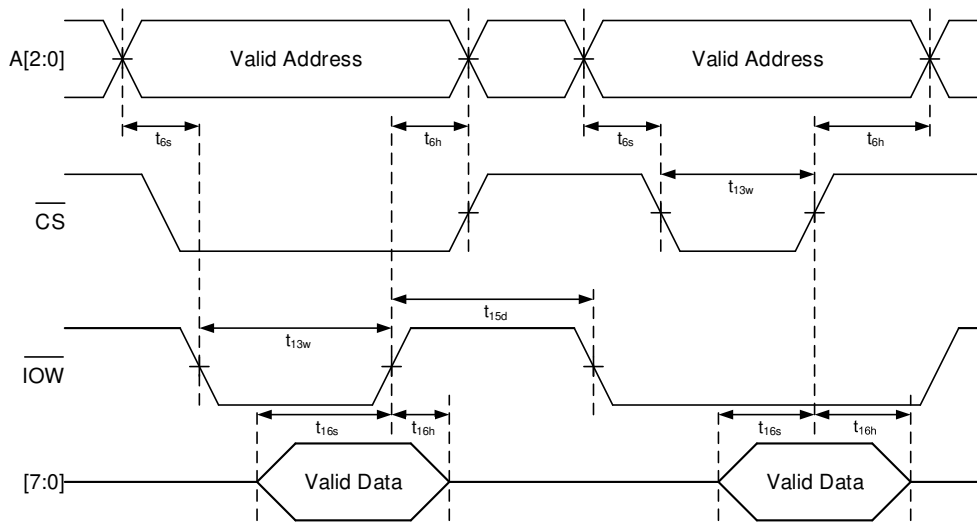 A[2:0] Valid Address Valid Address
t6s t6h t6s t6h
CS t13w
t15d
IOW t13w
t16s t16h t16s t16h
[7:0] Valid Data Valid Data